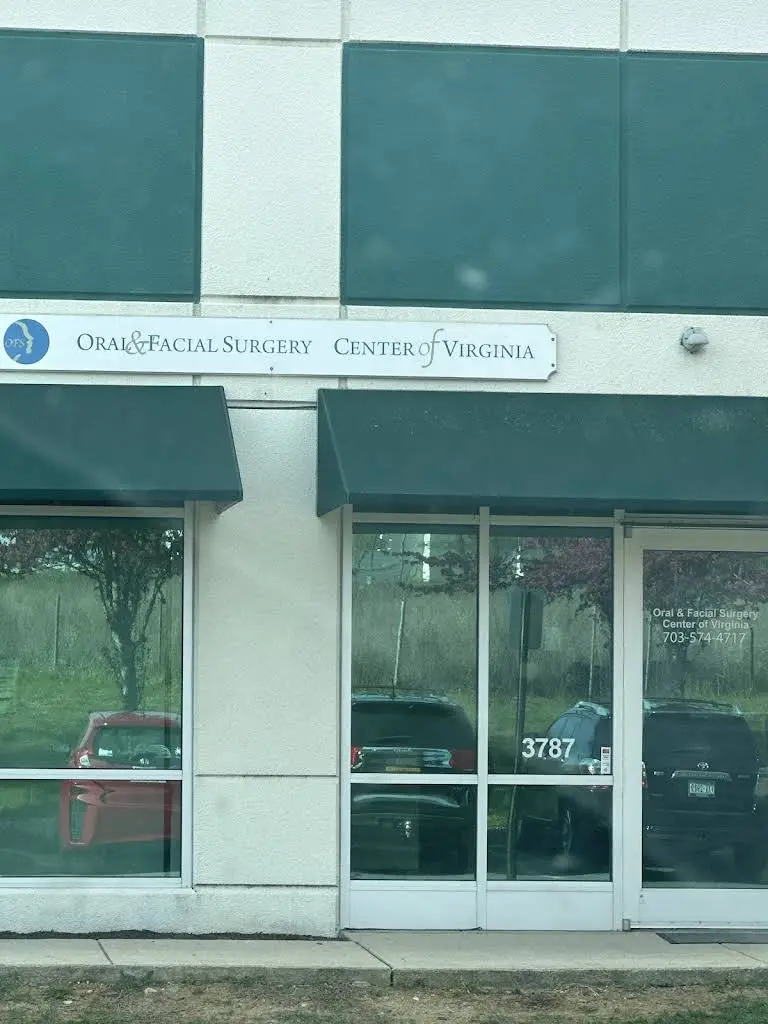 OFS
ORAL & FACIAL SURGERY CENTER of VIRGINIA
Oral & Facial Surgery
Center of Virginia
703-574-4717
3787